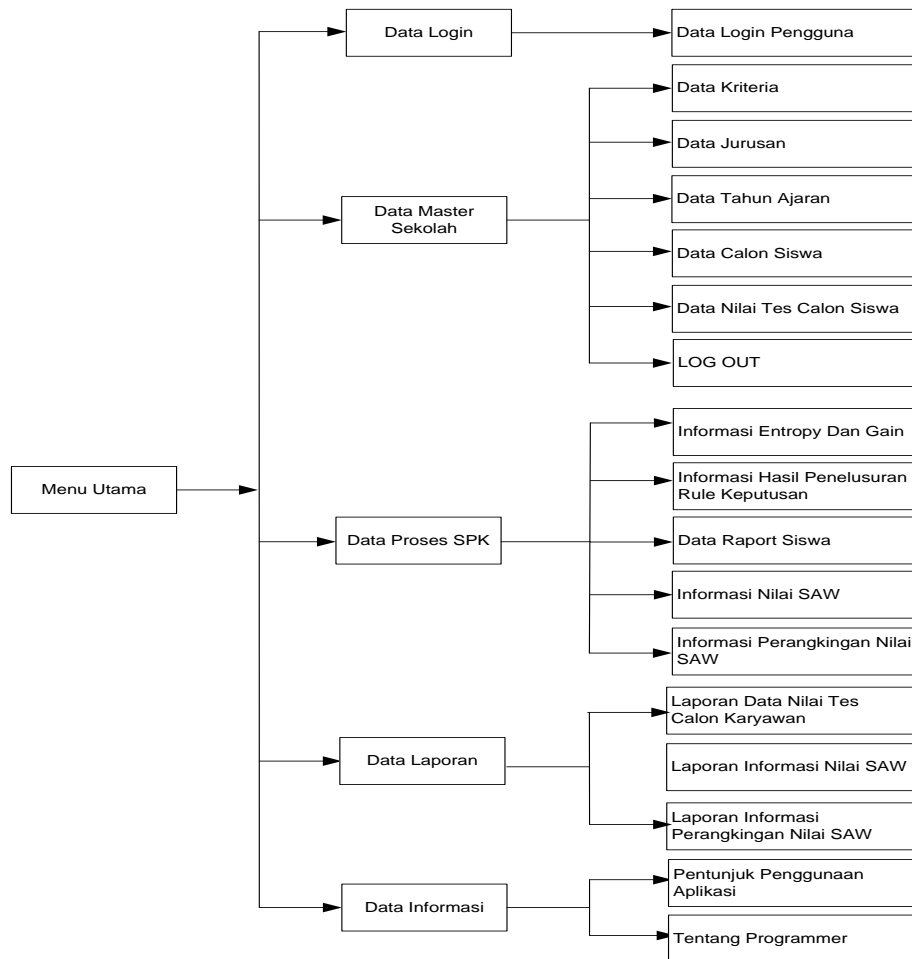 Data Login
Data Login Pengguna
Data Kriteria
Data Jurusan
Data Master
Sekolah
Data Tahun Ajaran
Data Calon Siswa
Data Nilai Tes Calon Siswa
LOG OUT
Menu Utama
Informasi Entropy Dan Gain
Informasi Hasil Penelusuran
Rule Keputusan
Data Proses SPK
Data Raport Siswa
Informasi Nilai SAW
Informasi Perangkingan Nilai
SAW
Laporan Data Nilai Tes
Calon Karyawan
Data Laporan
Laporan Informasi Nilai SAW
Laporan Informasi
Perangkingan Nilai SAW
Data Informasi
Pentunjuk Penggunaan
Aplikasi
Tentang Programmer